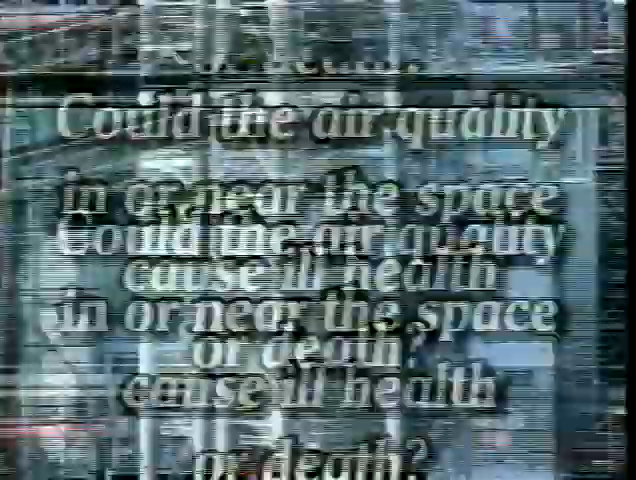 Could the air quality
in or near the space
Could the air quality
cause ill health
in or near the space
or death?
cause ill health
or death?